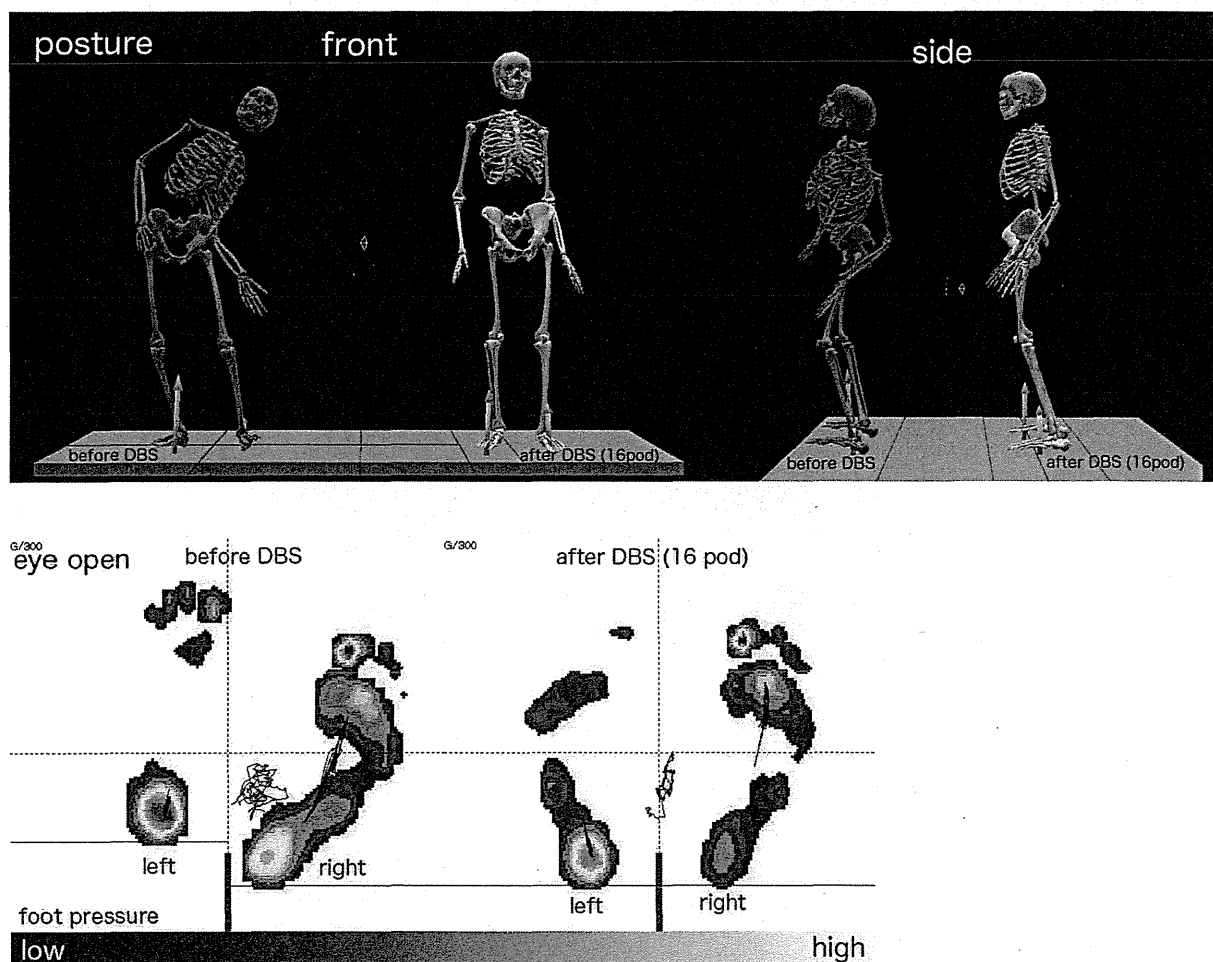 posture front side
before DBS after DBS (16pod) before DBS after DBS (16pod)
G/300 G/300
eye open before DBS after DBS (16 pod)
left right left right
foot pressure
low high